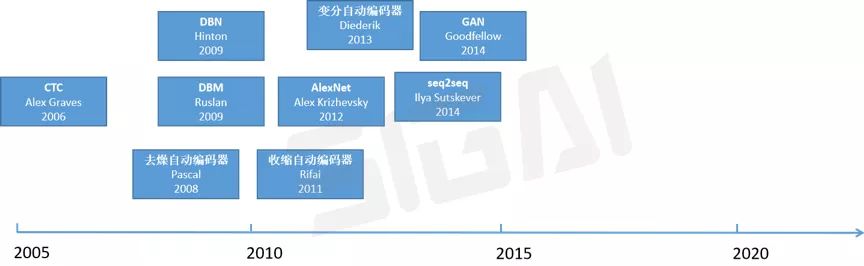 DBN
Hinton
2009
变分自动编码器
Diederik
2013
GAN
Goodfellow
2014
CTC
Alex Graves
2006
DBM
Ruslan
2009
AlexNet
Alex Krizhevsky
2012
seq2seq
Ilya Sutskever
2014
去燥自动编码器
Pascal
2008
收缩自动编码器
Rifai
2011
SIGAI
2005
2010
2015
2020